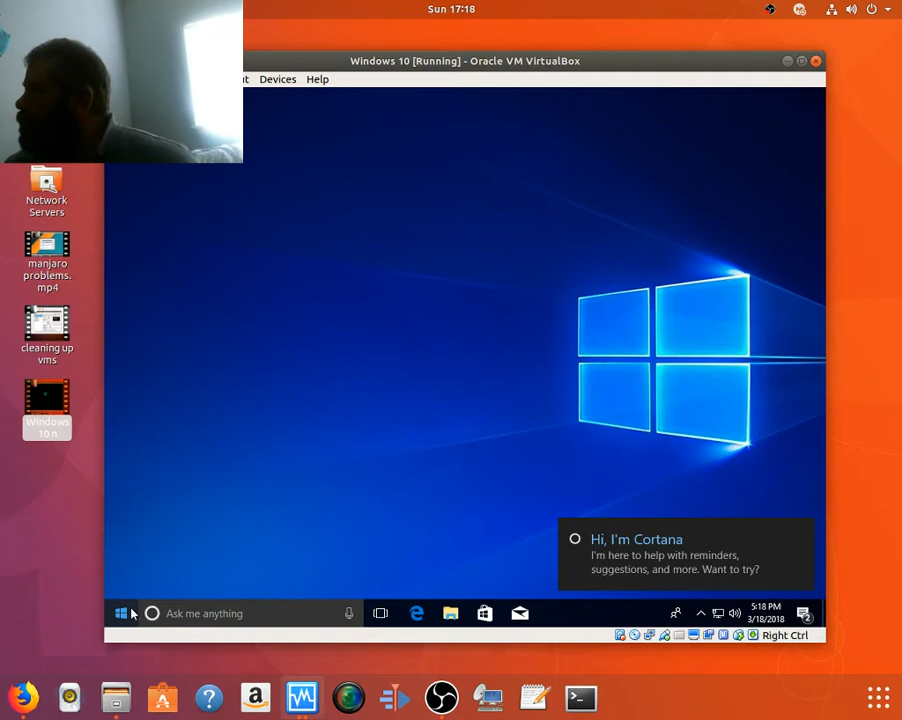 Sun 17:18
Windows 10 [Running] - Oracle VM VirtualBox
Devices Help
Network
Servers
manjaro
problems.
mp4
cleaning up
vms
Windows
10 n
Hi, I'm Cortana
I'm here to help with reminders,
suggestions, and more. Want to try?
Ask me anything
5:18 PM
3/18/2018
2
Right Ctrl